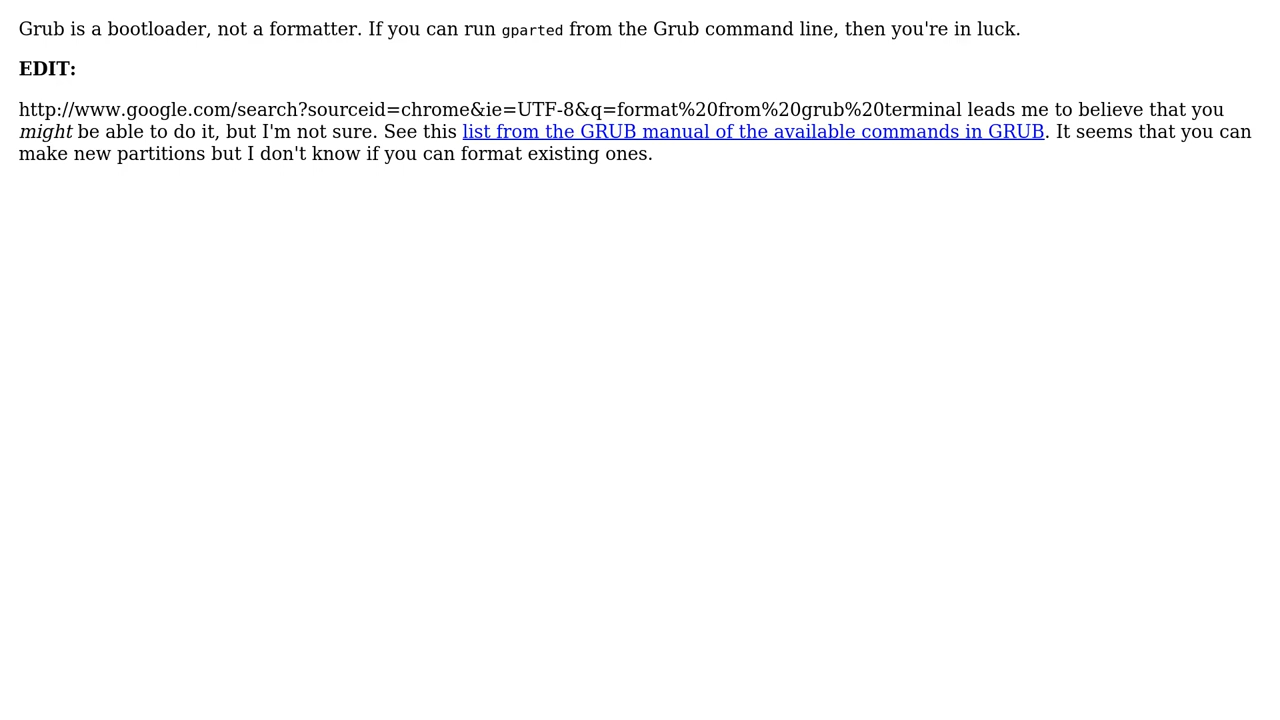 Grub is a bootloader, not a formatter. If you can run gparted from the Grub command line, then you're in luck.
EDIT:
http://www.google.com/search?sourceid=chrome&ie=UTF-8&q=format%20from%20grub%20terminal leads me to believe that you
might be able to do it, but I'm not sure. See this list from the GRUB manual of the available commands in GRUB. It seems that you can
make new partitions but I don't know if you can format existing ones.